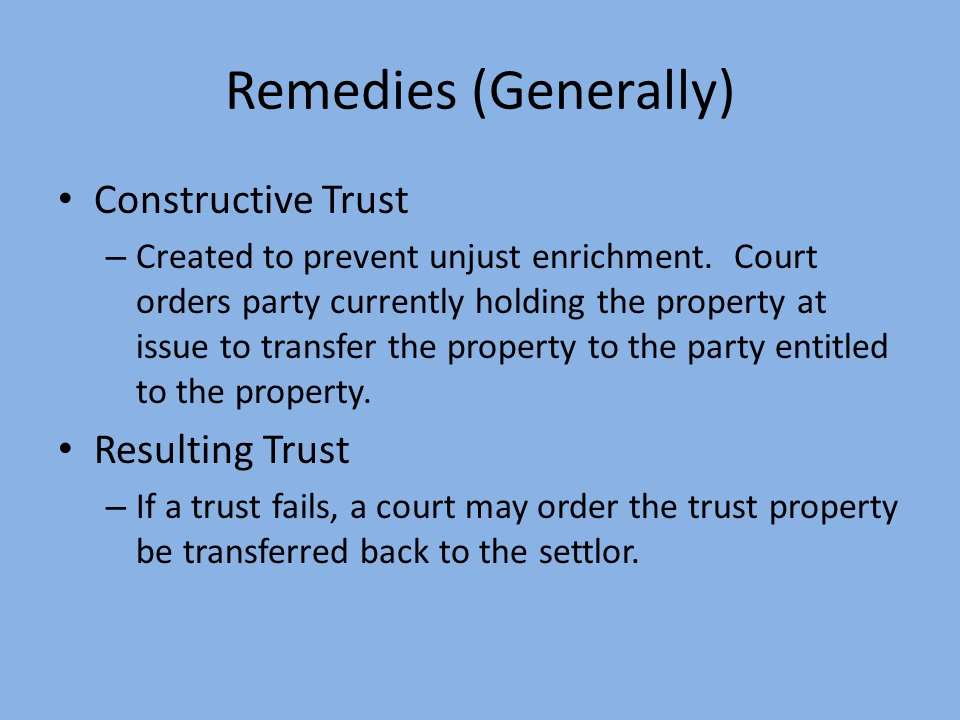 Remedies (Generally)
• Constructive Trust
– Created to prevent unjust enrichment.  Court
orders party currently holding the property at
issue to transfer the property to the party entitled
to the property.
• Resulting Trust
– If a trust fails, a court may order the trust property
be transferred back to the settlor.